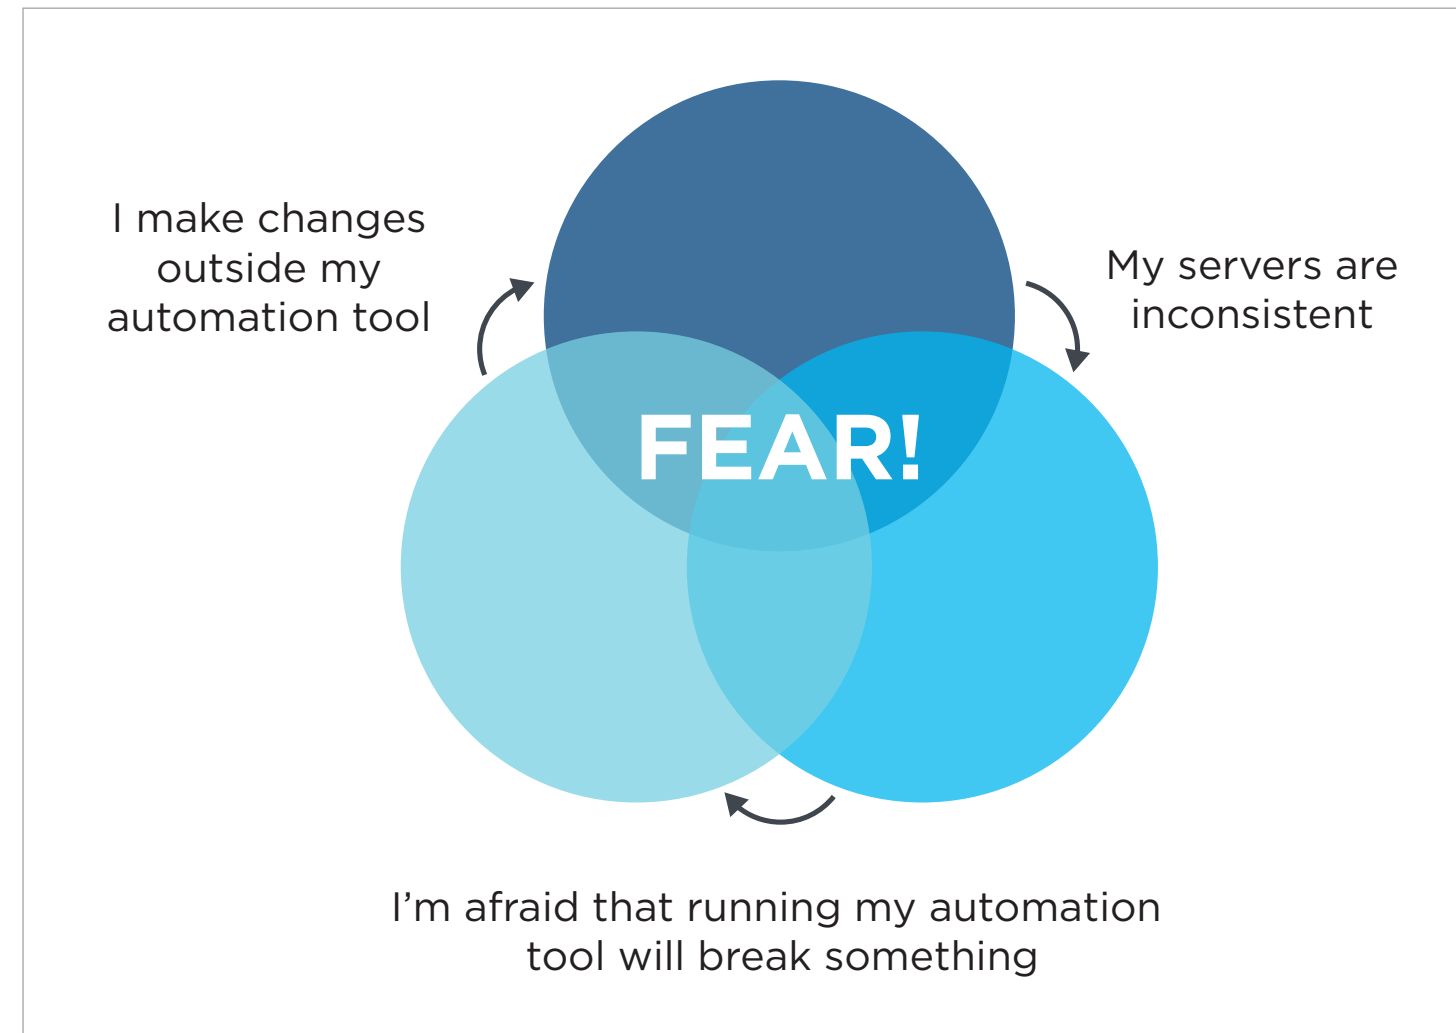 I make changes
outside my
automation tool
My servers are
inconsistent
FEAR!
I’m afraid that running my automation
tool will break something